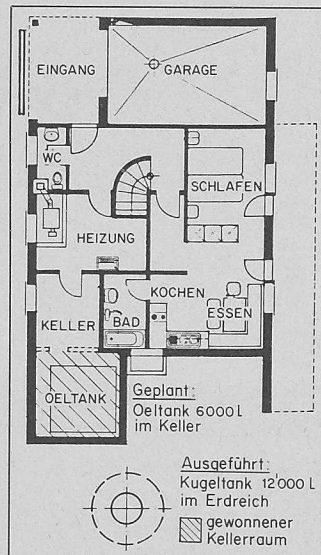 EINGANG
GARAGE
WC
SCHLAFEN
HEIZUNG
KOCHEN
KELLER
BAD
ESSEN
OELTANK
Geplant:
Oeltank 6000 L
im Keller
Ausgeführt:
Kugeltank 12'000 L
im Erdreich
gewonnener
Kellerraum